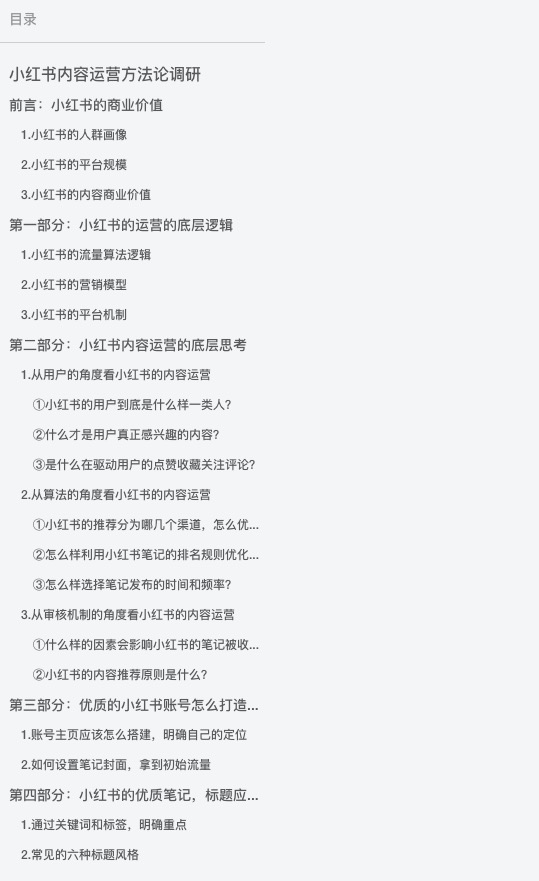 目录
小红书内容运营方法论调研
前言：小红书的商业价值
1.小红书的人群画像
2.小红书的平台规模
3.小红书的内容商业价值
第一部分：小红书的运营的底层逻辑
1.小红书的流量算法逻辑
2.小红书的营销模型
3.小红书的平台机制
第二部分：小红书内容运营的底层思考
1.从用户的角度看小红书的内容运营
①小红书的用户到底是什么样一类人？
②什么才是用户真正感兴趣的内容？
③是什么在驱动用户的点赞收藏关注评论？
2.从算法的角度看小红书的内容运营
①小红书的推荐分为哪几个渠道，怎么优...
②怎么样利用小红书笔记的排名规则优化...
③怎么样选择笔记发布的时间和频率？
3.从审核机制的角度看小红书的内容运营
①什么样的因素会影响小红书的笔记被收...
②小红书的内容推荐原则是什么？
第三部分：优质的小红书账号怎么打造...
1.账号主页应该怎么搭建，明确自己的定位
2.如何设置笔记封面，拿到初始流量
第四部分：小红书的优质笔记，标题应...
1.通过关键词和标签，明确重点
2.常见的六种标题风格